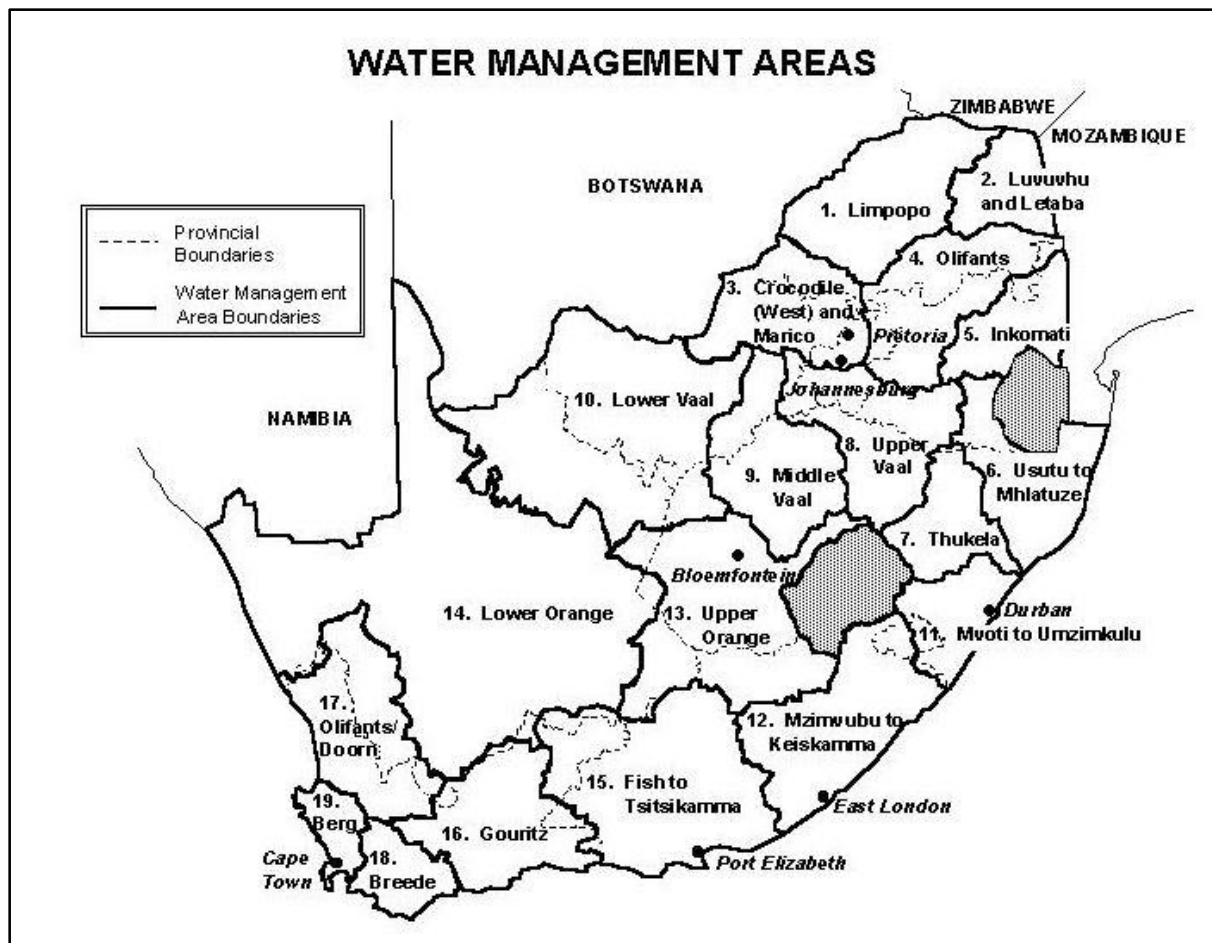 WATER MANAGEMENT AREAS
ZIMBABWE
MOZAMBIQUE
BOTSWANA
2. Luvuvhu
and Letaba
1. Limpopo
Provincial
Boundaries
Water Management
Area Boundaries
4. Olifants
3. Crocodile
(West) and
Marico
Pretoria
5. Inkomati
Johannesburg
10. Lower Vaal
NAMIBIA
8. Upper
Vaal
9. Middle
Vaal
6. Usutu to
Mhlatuze
7. Thukela
Bloemfontein
14. Lower Orange
13. Upper
Orange
Durban
11. Mvoti to Umzimkulu
17.
Olifants/
Doorn
12. Mzimvubu to
Keiskamma
15. Fish to
Tsitsikamma
East London
19.
Berg
16. Gouritz
Cape
Town
18.
Breede
Port Elizabeth